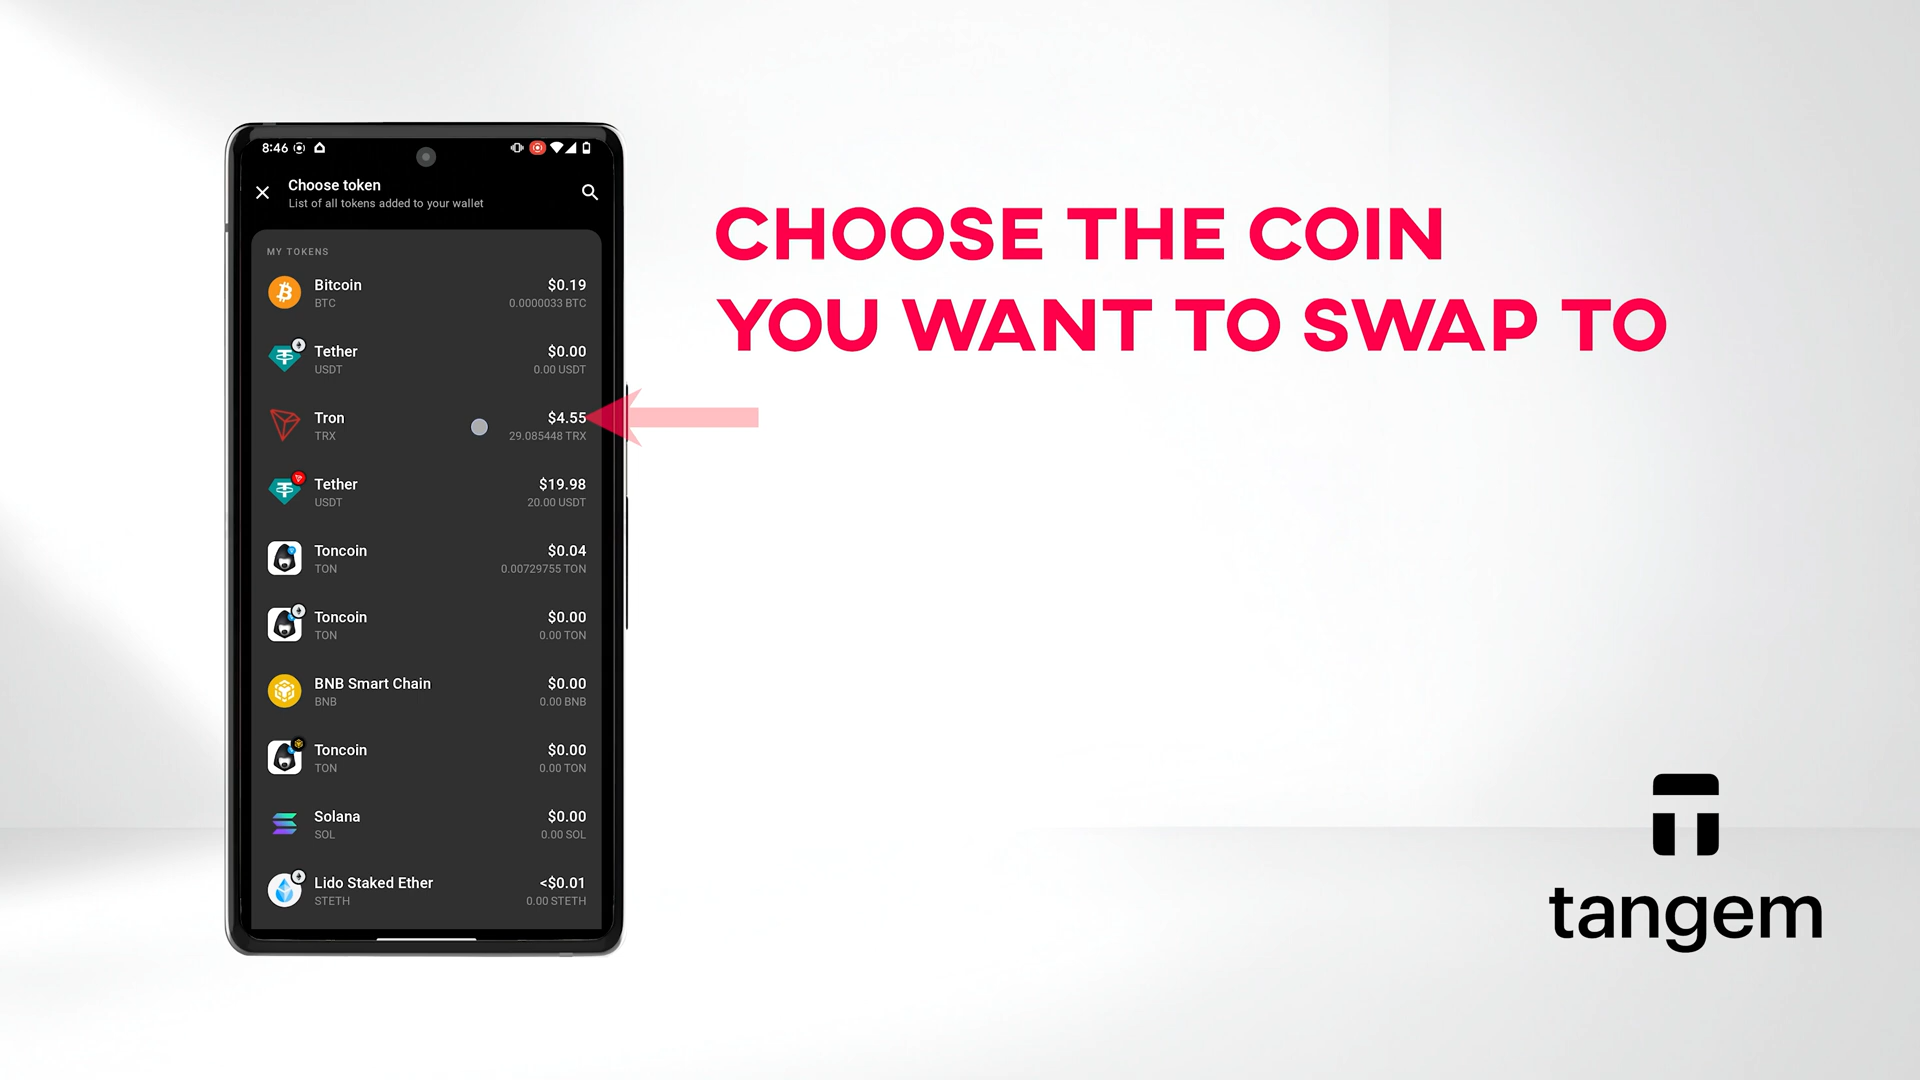 8:46
Choose token
List of all tokens added to your wallet
MY TOKENS
Bitcoin $0.19
BTC 0.0000033 BTC
Tether $0.00
USDT 0.00 USDT
Tron $4.55
TRX 29.085448 TRX
Tether $19.98
USDT 20.00 USDT
Toncoin $0.04
TON 0.00729755 TON
Toncoin $0.00
TON 0.00 TON
BNB Smart Chain $0.00
BNB 0.00 BNB
Toncoin $0.00
TON 0.00 TON
Solana $0.00
SOL 0.00 SOL
Lido Staked Ether <$0.01
STETH 0.00 STETH
CHOOSE THE COIN
YOU WANT TO SWAP TO
tangem